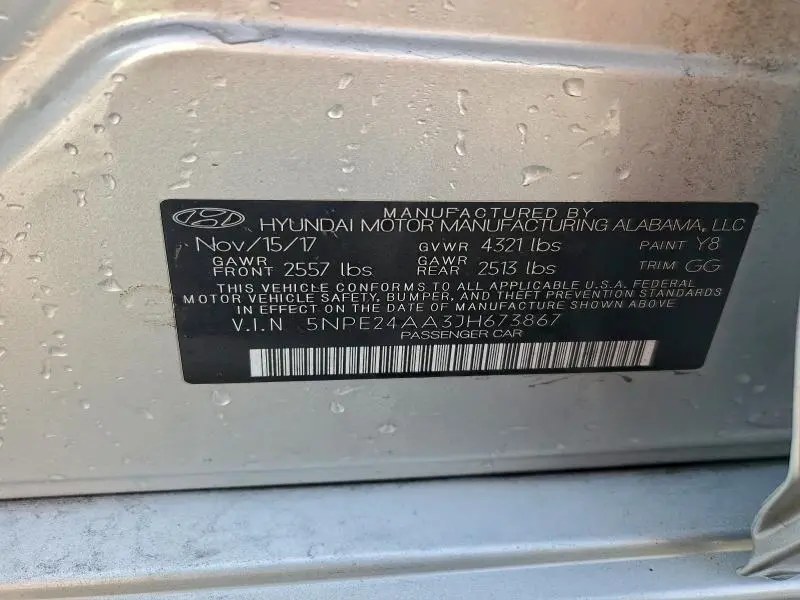 MANUFACTURED BY
HYUNDAI MOTOR MANUFACTURING ALABAMA, LLC
Nov/15/17 GVWR 4321 lbs PAINT Y8
GAWR FRONT 2557 lbs GAWR REAR 2513 lbs TRIM GG
THIS VEHICLE CONFORMS TO ALL APPLICABLE U.S.A. FEDERAL
MOTOR VEHICLE SAFETY, BUMPER, AND THEFT PREVENTION STANDARDS
IN EFFECT ON THE DATE OF MANUFACTURE SHOWN ABOVE.
V.I.N 5NPE24AA3JH673867
PASSENGER CAR